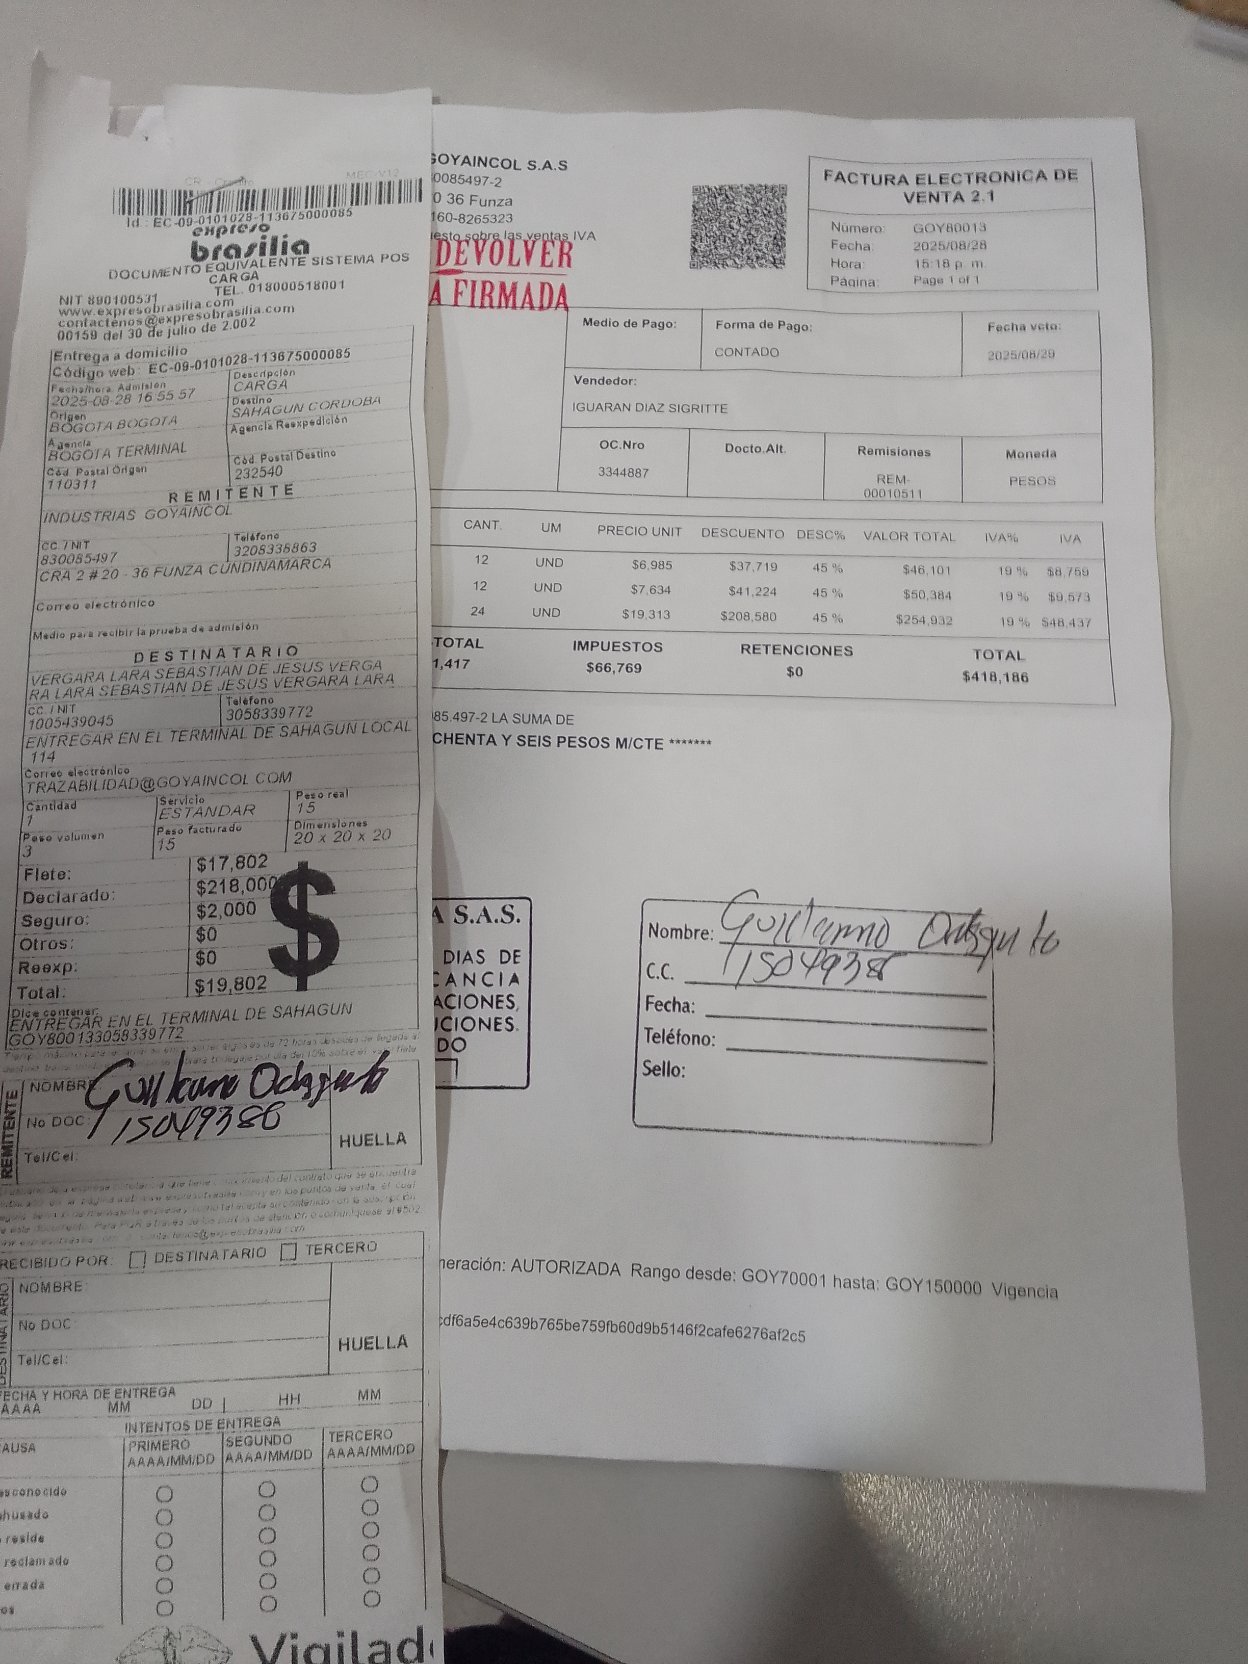 Id.: EC-09-0101028-113675000085
expreso
brasilia
DOCUMENTO EQUIVALENTE SISTEMA POS
CARGA
TEL. 018000518001
NIT 890100531
www.expresobrasilia.com
contactenos@expresobrasilia.com
00159 del 30 de julio de 2.002
Entrega a domicilio
Código web: EC-09-0101028-113675000085
Fecha/hora Admisión Descripción
2025-08-28 16 55 57 CARGA
Origen Destino
BOGOTA BOGOTA SAHAGUN CORDOBA
Agencia Agencia Reexpedición
BOGOTA TERMINAL
Cód. Postal Origen Cód. Postal Destino
110311 232540
REMITENTE
INDUSTRIAS GOYAINCOL
CC. / NIT Teléfono
830085497 3208335863
CRA 2 # 20 - 36 FUNZA CUNDINAMARCA
Correo electrónico
Medio para recibir la prueba de admisión
DESTINATARIO
VERGARA LARA SEBASTIAN DE JESUS VERGA
RA LARA SEBASTIAN DE JESUS VERGARA LARA
CC. / NIT Teléfono
1005439045 3058339772
ENTREGAR EN EL TERMINAL DE SAHAGUN LOCAL
114
Correo electrónico
TRAZABILIDAD@GOYAINCOL COM
Cantidad Servicio Peso real
1 ESTANDAR 15
Peso volumen Peso facturado Dimensiones
3 15 20 x 20 x 20
Flete: $17,802
Declarado: $218,000
Seguro: $2,000
Otros: $0
Reexp: $0
Total: $19,802
$
Dice contener:
ENTREGAR EN EL TERMINAL DE SAHAGUN
GOY800133058339772
REMITENTE
NOMBRE
No DOC: 15049386
Tel/Cel:
HUELLA
RECIBIDO POR: DESTINATARIO TERCERO
NOMBRE:
No DOC:
Tel/Cel:
HUELLA
FECHA Y HORA DE ENTREGA
AAAA MM DD HH MM
INTENTOS DE ENTREGA
AUSA PRIMERO SEGUNDO TERCERO
AAAA/MM/DD AAAA/MM/DD AAAA/MM/DD
esconocido
ehusado
reside
reclamado
errada
os
Vigilad
GOYAINCOL S.A.S
0085497-2
0 36 Funza
160-8265323
esto sobre las ventas IVA
DEVOLVER
A FIRMADA
FACTURA ELECTRONICA DE
VENTA 2.1
Número: GOY80013
Fecha: 2025/08/28
Hora: 15:18 p. m.
Página: Page 1 of 1
Medio de Pago: Forma de Pago: Fecha vcto:
CONTADO 2025/08/29
Vendedor:
IGUARAN DIAZ SIGRITTE
OC.Nro Docto.Alt. Remisiones Moneda
3344887 REM- PESOS
00010511
CANT. UM PRECIO UNIT DESCUENTO DESC% VALOR TOTAL IVA% IVA
12 UND $6,985 $37,719 45 % $46,101 19 % $8,759
12 UND $7,634 $41,224 45 % $50,384 19 % $9,573
24 UND $19,313 $208,580 45 % $254,932 19 % $48,437
TOTAL IMPUESTOS RETENCIONES TOTAL
1,417 $66,769 $0 $418,186
085.497-2 LA SUMA DE
CHENTA Y SEIS PESOS M/CTE *******
A S.A.S.
DIAS DE
CANCIA
ACIONES,
UCIONES.
DO
Nombre:
C.C. 15049386
Fecha:
Teléfono:
Sello:
neración: AUTORIZADA Rango desde: GOY70001 hasta: GOY150000 Vigencia
cdf6a5e4c639b765be759fb60d9b5146f2cafe6276af2c5